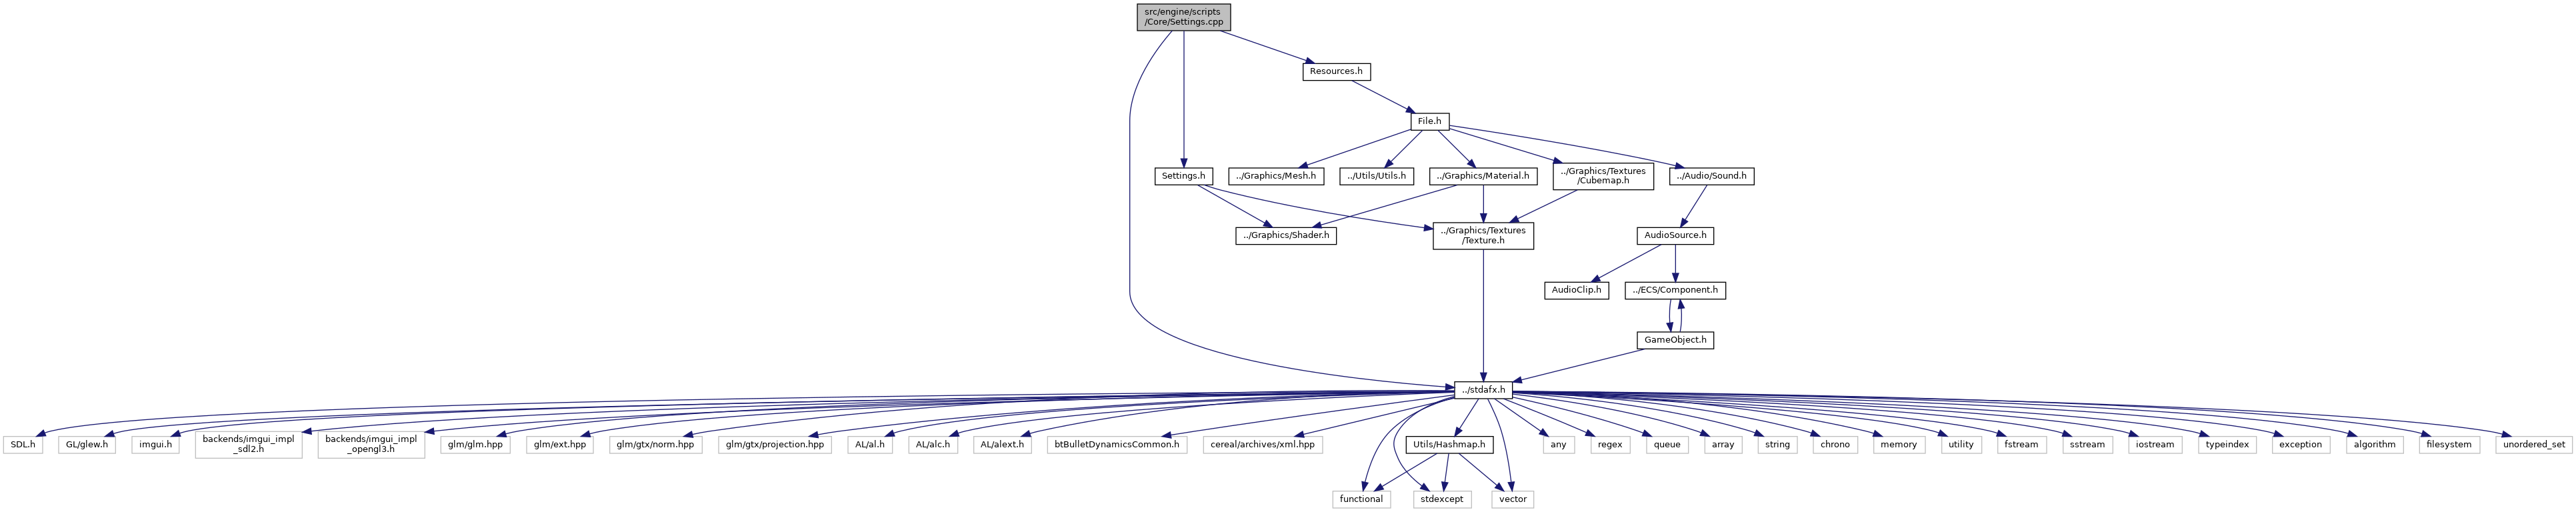 src/engine/scripts
/Core/Settings.cpp
Resources.h
File.h
Settings.h
../Graphics/Mesh.h
../Utils/Utils.h
../Graphics/Material.h
../Graphics/Textures
/Cubemap.h
../Audio/Sound.h
../Graphics/Shader.h
../Graphics/Textures
/Texture.h
AudioSource.h
AudioClip.h
../ECS/Component.h
GameObject.h
../stdafx.h
SDL.h
GL/glew.h
imgui.h
backends/imgui_impl
_sdl2.h
backends/imgui_impl
_opengl3.h
glm/glm.hpp
glm/ext.hpp
glm/gtx/norm.hpp
glm/gtx/projection.hpp
AL/al.h
AL/alc.h
AL/alext.h
btBulletDynamicsCommon.h
cereal/archives/xml.hpp
Utils/Hashmap.h
any
regex
queue
array
string
chrono
memory
utility
fstream
sstream
iostream
typeindex
exception
algorithm
filesystem
unordered_set
functional
stdexcept
vector